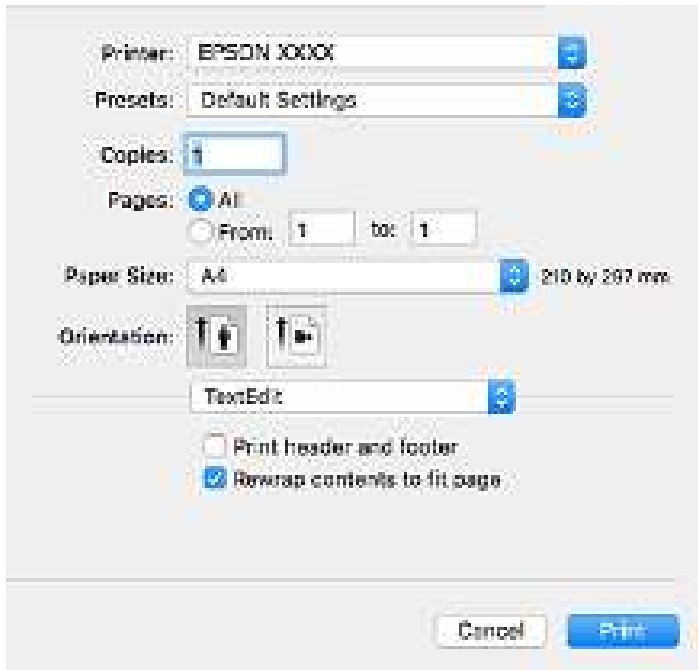 Printer: EPSON XXXX
Presets: Default Settings
Copies: 1
Pages: All
From: 1 to: 1
Paper Size: A4 210 by 297 mm
Orientation:
TextEdit
Print header and footer
Rewrap contents to fit page
Cancel Print